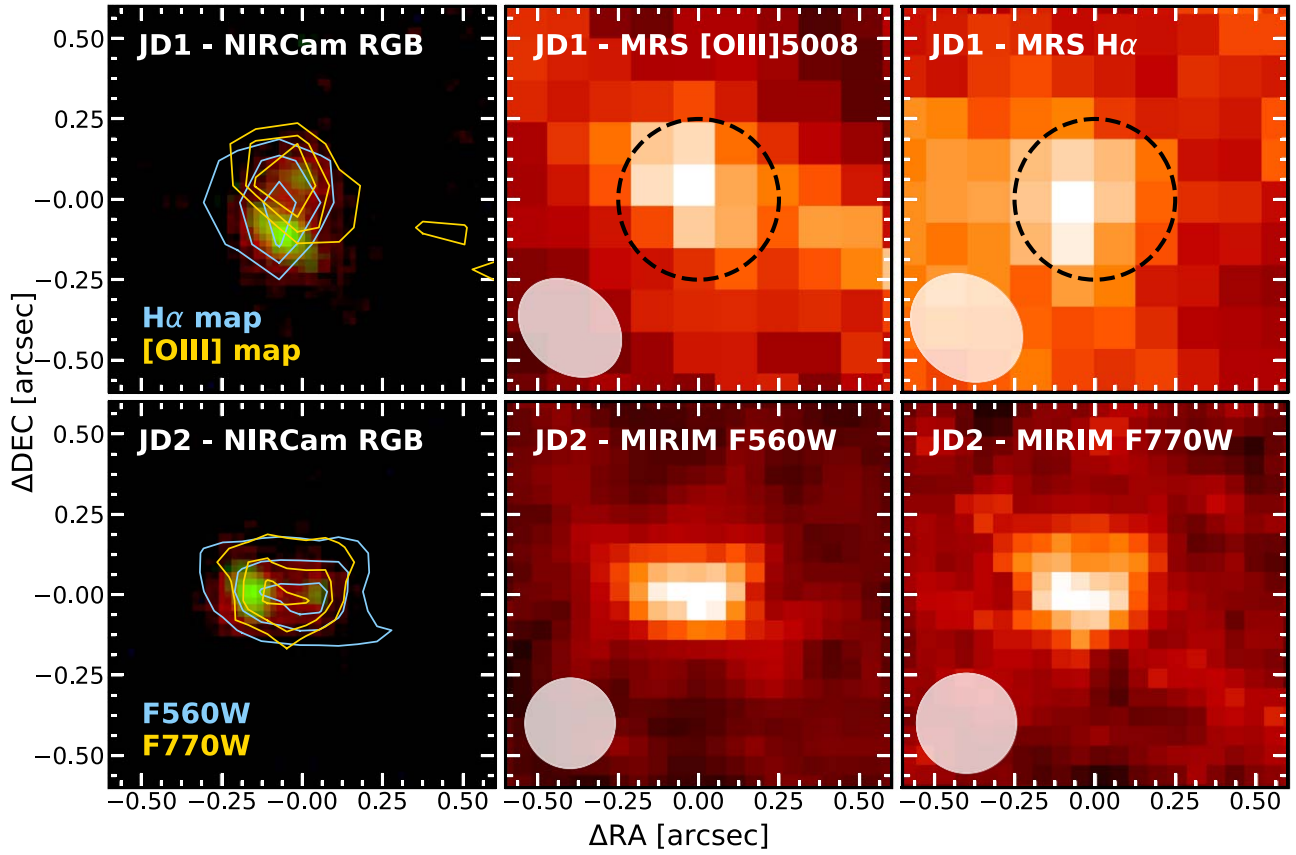 JD1 - NIRCam RGB
JD1 - MRS [OIII]5008
JD1 - MRS Hα
Hα map
[OIII] map
0.50
0.25
−0.00
−0.25
−0.50
JD2 - NIRCam RGB
JD2 - MIRIM F560W
JD2 - MIRIM F770W
F560W
F770W
0.50
0.25
−0.00
−0.25
−0.50
−0.50 −0.25 −0.00 0.25 0.50
−0.50 −0.25 0.00 0.25 0.50
−0.50 −0.25 0.00 0.25 0.50
ΔRA [arcsec]
ΔDEC [arcsec]